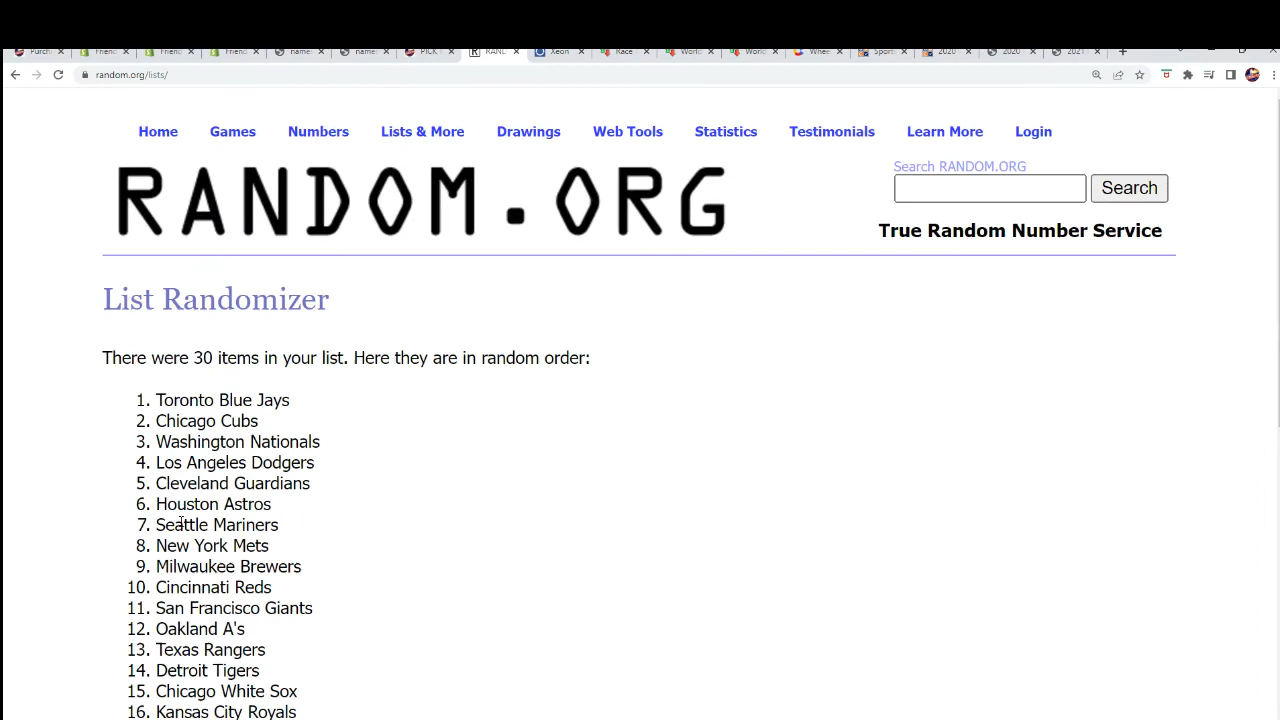 random.org/lists/
Home Games Numbers Lists & More Drawings Web Tools Statistics Testimonials Learn More Login
RANDOM.ORG
Search RANDOM.ORG
Search
True Random Number Service
List Randomizer
There were 30 items in your list. Here they are in random order:
1. Toronto Blue Jays
2. Chicago Cubs
3. Washington Nationals
4. Los Angeles Dodgers
5. Cleveland Guardians
6. Houston Astros
7. Seattle Mariners
8. New York Mets
9. Milwaukee Brewers
10. Cincinnati Reds
11. San Francisco Giants
12. Oakland A's
13. Texas Rangers
14. Detroit Tigers
15. Chicago White Sox
16. Kansas City Royals